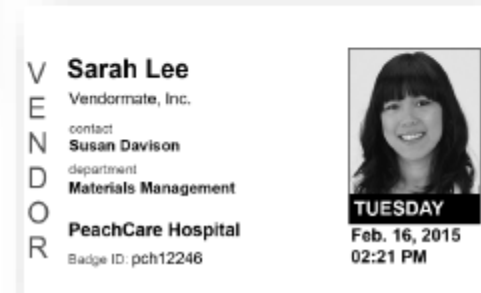 VENDOR
Sarah Lee
Vendormate, Inc.
contact
Susan Davison
department
Materials Management
PeachCare Hospital
Badge ID: pch12246
TUESDAY
Feb. 16, 2015
02:21 PM